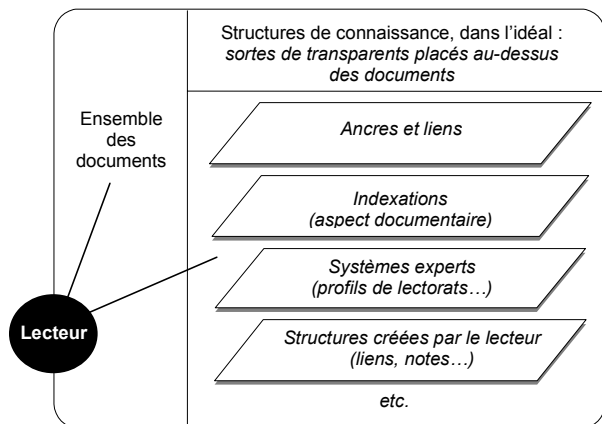 Structures de connaissance, dans l’idéal :
sortes de transparents placés au-dessus
des documents
Ensemble
des
documents
Lecteur
Ancres et liens
Indexations
(aspect documentaire)
Systèmes experts
(profils de lectorats…)
Structures créées par le lecteur
(liens, notes…)
etc.